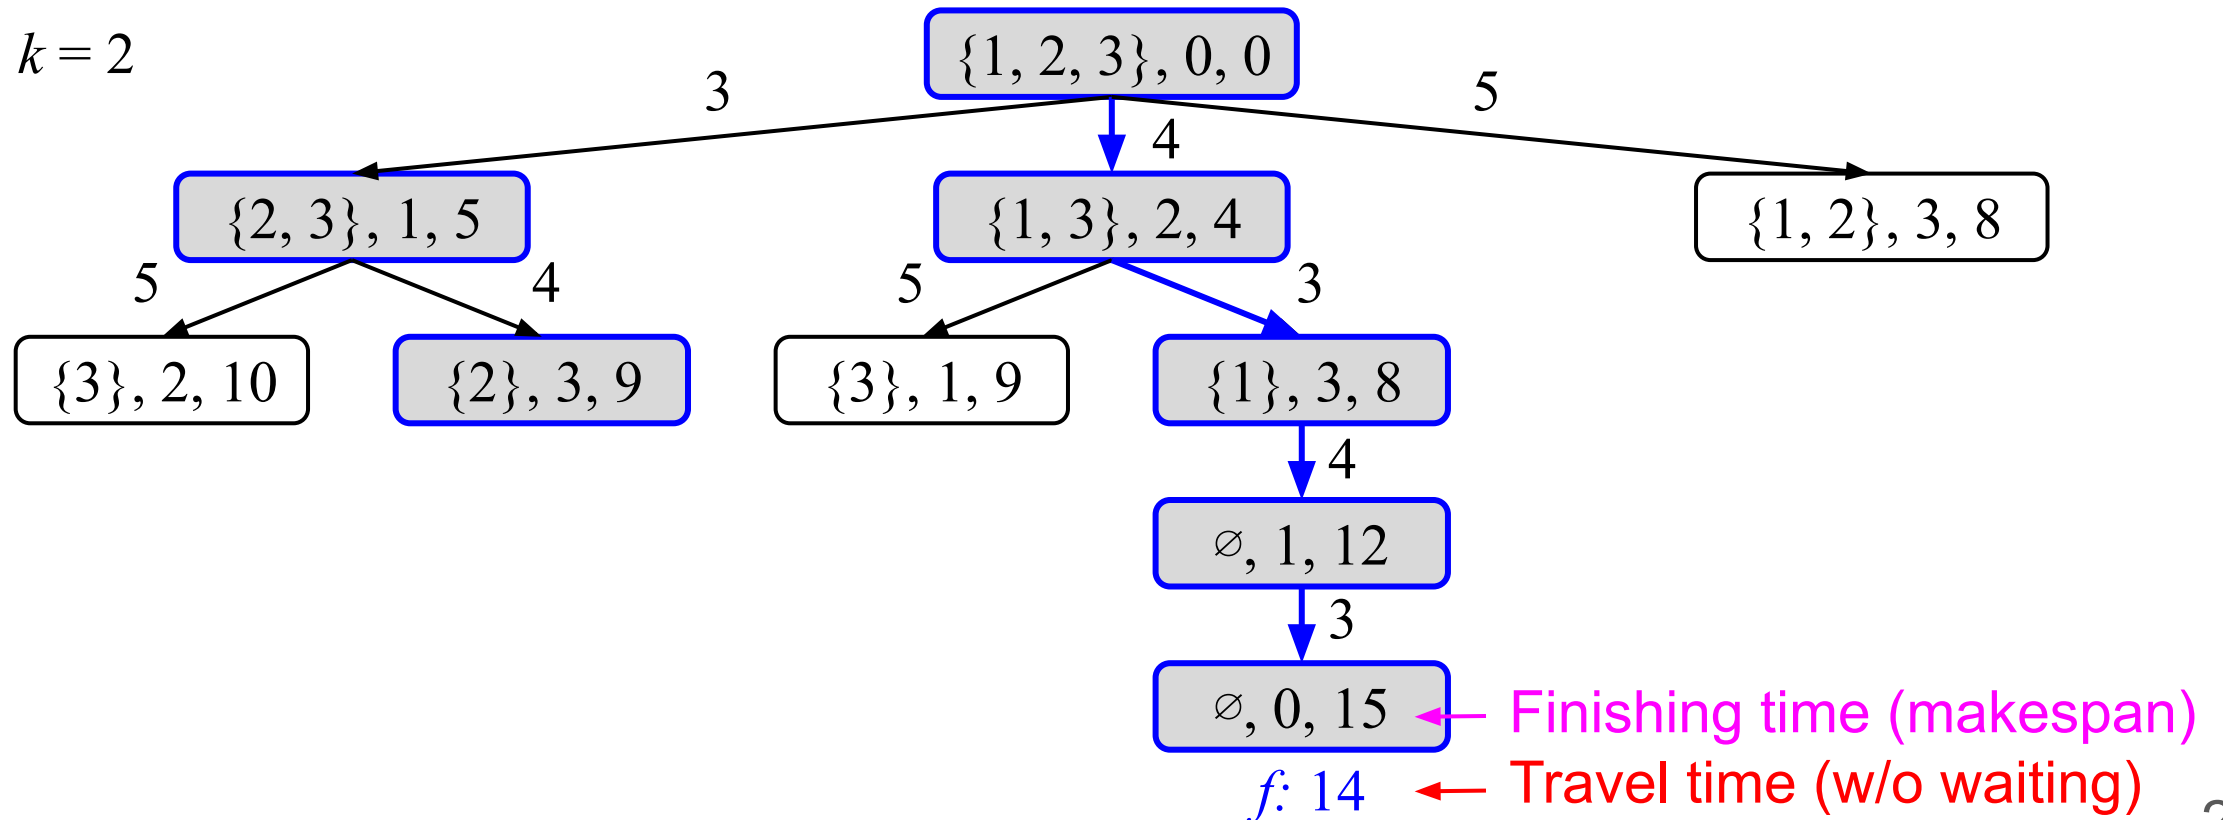 k = 2
{1, 2, 3}, 0, 0
3
4
5
{2, 3}, 1, 5
{1, 3}, 2, 4
{1, 2}, 3, 8
5
4
5
3
{3}, 2, 10
{2}, 3, 9
{3}, 1, 9
{1}, 3, 8
4
∅, 1, 12
3
∅, 0, 15
Finishing time (makespan)
f: 14
Travel time (w/o waiting)